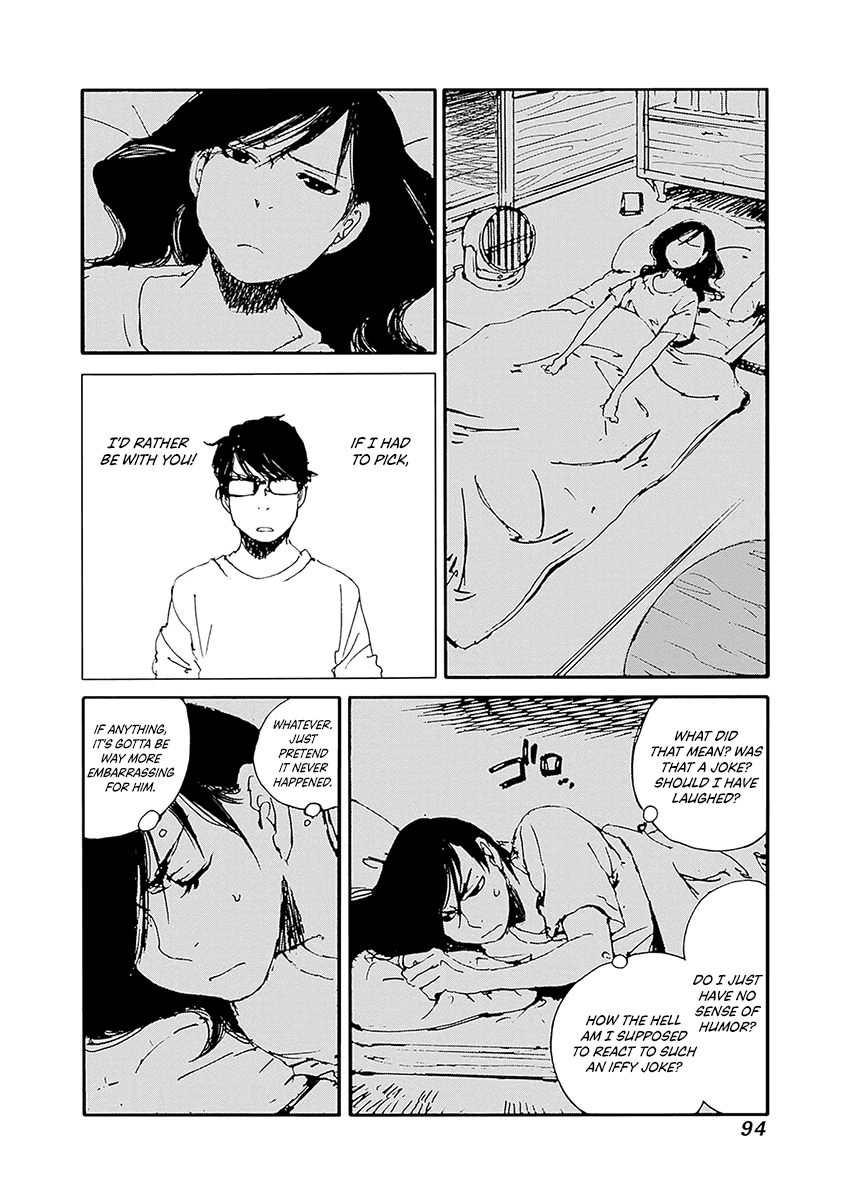 IF I HAD
TO PICK,
I'D RATHER
BE WITH YOU!
WHAT DID
THAT MEAN? WAS
THAT A JOKE?
SHOULD I HAVE
LAUGHED?
ゴロ
DO I JUST
HAVE NO
SENSE OF
HUMOR?
HOW THE HELL
AM I SUPPOSED
TO REACT TO SUCH
AN IFFY JOKE?
WHATEVER.
JUST
PRETEND
IT NEVER
HAPPENED.
IF ANYTHING,
IT'S GOTTA BE
WAY MORE
EMBARRASSING
FOR HIM.
94